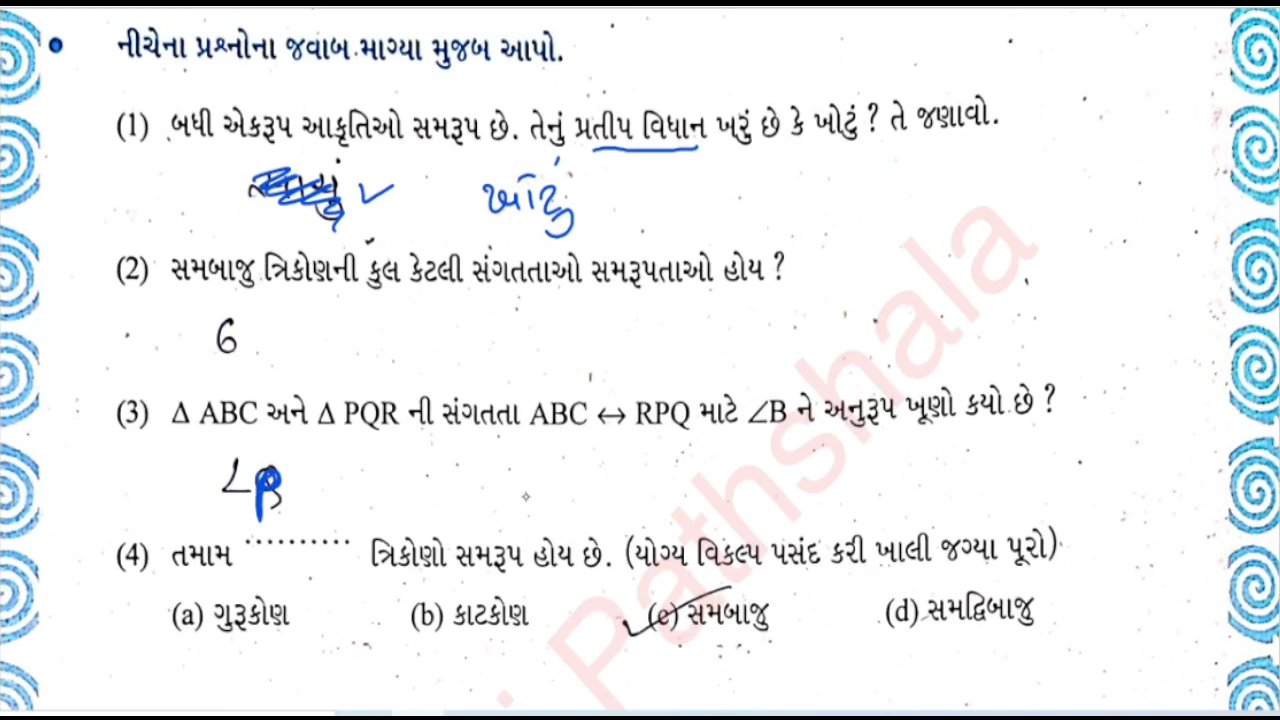 નીચેના પ્રશ્નોના જવાબ માગ્યા મુજબ આપો.
(1) બધી એકરૂપ આકૃતિઓ સમરૂપ છે. તેનું પ્રતીપ વિધાન ખરું છે કે ખોટું ? તે જણાવો.
ખોટું
(2) સમબાજુ ત્રિકોણની કુલ કેટલી સંગતતાઓ સમરૂપતાઓ હોય ?
6
(3) Δ ABC અને Δ PQR ની સંગતતા ABC ↔ RPQ માટે ∠B ને અનુરૂપ ખૂણો કયો છે ?
∠P
(4) તમામ .......... ત્રિકોણો સમરૂપ હોય છે. (યોગ્ય વિકલ્પ પસંદ કરી ખાલી જગ્યા પૂરો)
(a) ગુરૂકોણ (b) કાટકોણ (c) સમબાજુ (d) સમદ્વિબાજુ
Pathshala